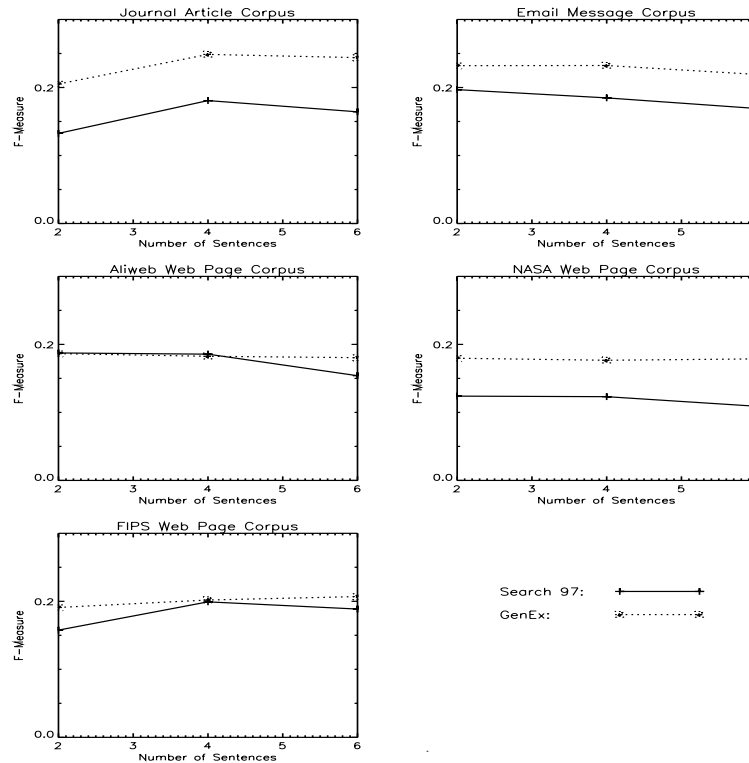 Journal Article Corpus
F-Measure
0.2
0.0
2 3 4 5 6
Number of Sentences
Email Message Corpus
F-Measure
0.2
0.0
2 3 4 5
Number of Sentences
Aliweb Web Page Corpus
F-Measure
0.2
0.0
2 3 4 5 6
Number of Sentences
NASA Web Page Corpus
F-Measure
0.2
0.0
2 3 4 5
Number of Sentences
FIPS Web Page Corpus
F-Measure
0.2
0.0
2 3 4 5 6
Number of Sentences
Search 97:
GenEx: